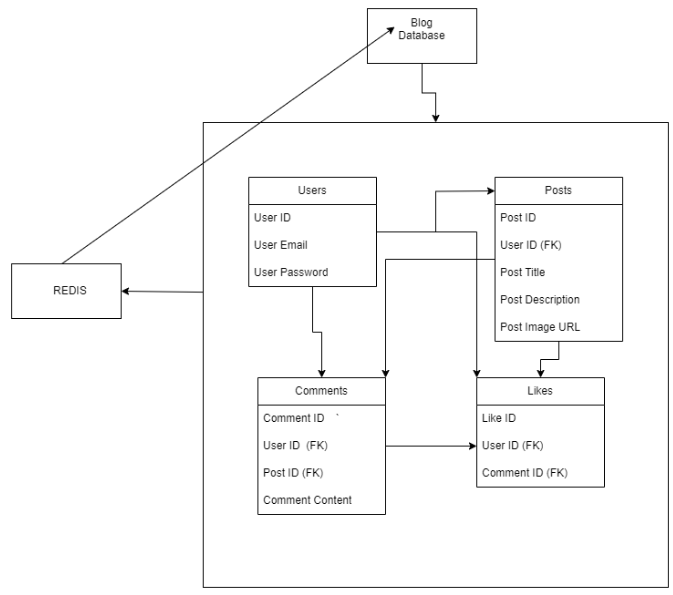 Blog
Database
Users
User ID
User Email
User Password
Posts
Post ID
User ID (FK)
Post Title
Post Description
Post Image URL
REDIS
Comments
Comment ID `
User ID (FK)
Post ID (FK)
Comment Content
Likes
Like ID
User ID (FK)
Comment ID (FK)